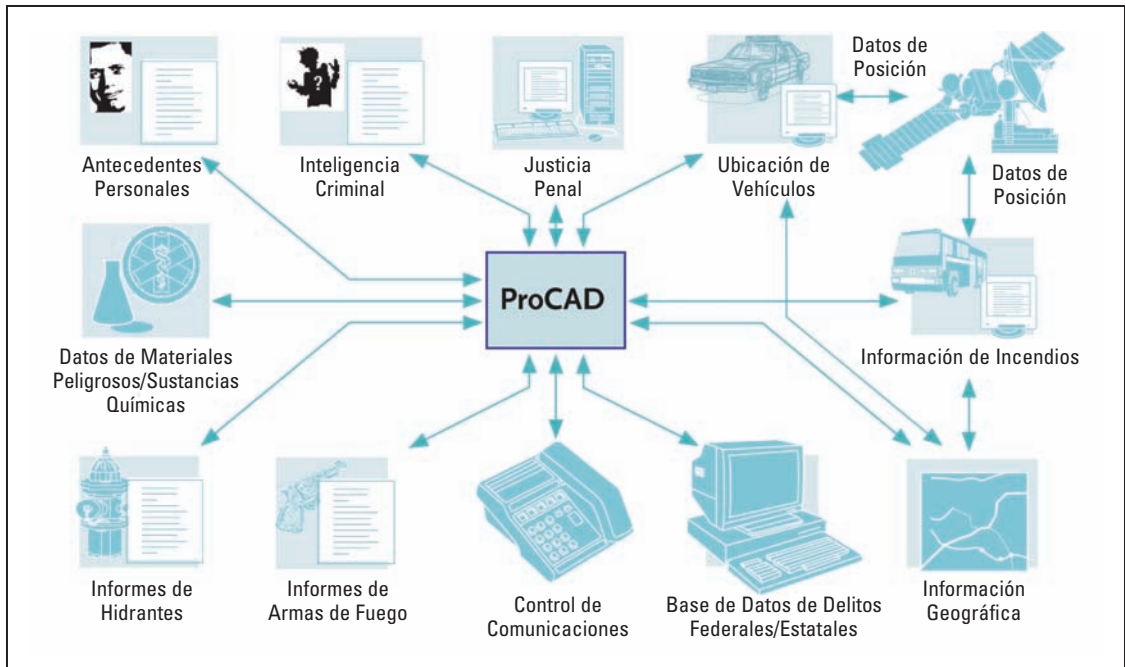 Antecedentes
Personales
Inteligencia
Criminal
?
Justicia
Penal
Ubicación de
Vehículos
Datos de
Posición
Datos de
Posición
ProCAD
Datos de Materiales
Peligrosos/Sustancias
Químicas
Información de Incendios
Informes de
Hidrantes
Informes de
Armas de Fuego
Control de
Comunicaciones
Base de Datos de Delitos
Federales/Estatales
Información
Geográfica